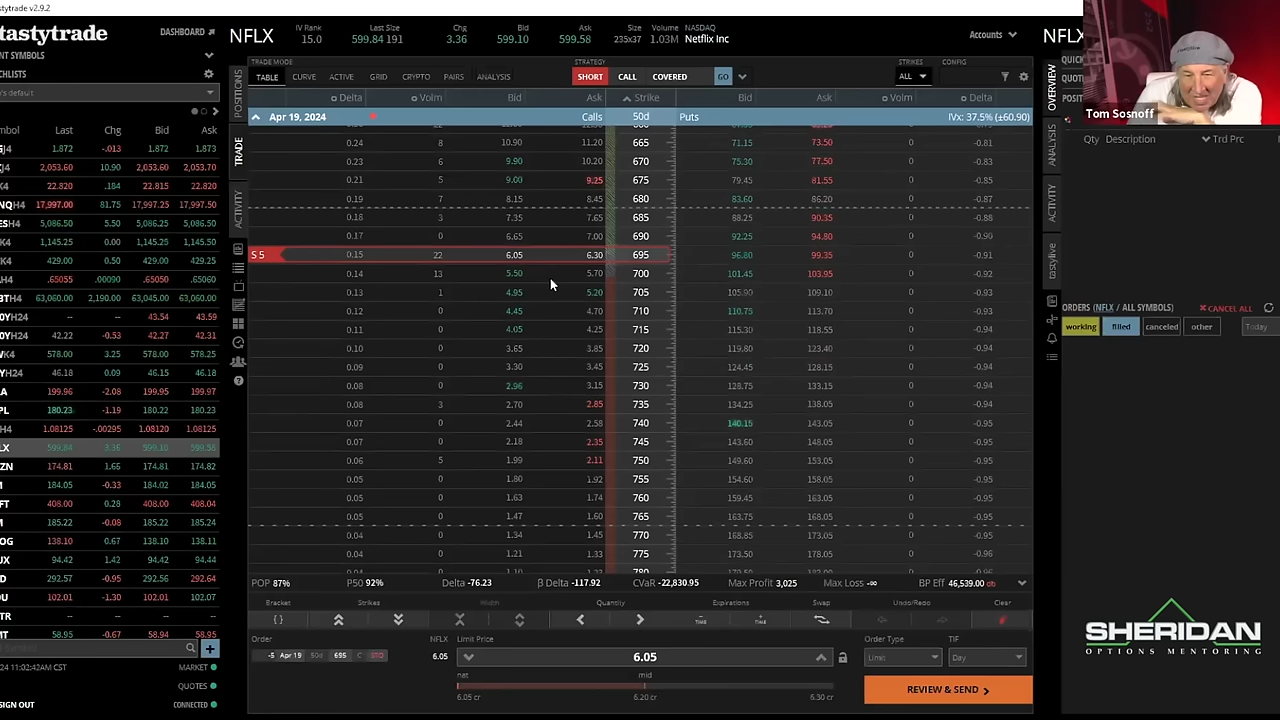 stytrade v2.9.2
tastytrade
DASHBOARD
NT SYMBOLS
CHLISTS
's default
mbol Last Chg Bid Ask
J4 1.872 -.013 1.872 1.873
J4 2,053.60 10.90 2,053.60 2,053.70
K4 22.820 .184 22.815 22.820
NQH4 17,997.00 81.75 17,997.00 17,997.50
ESH4 5,086.50 5.50 5,086.25 5,086.50
K4 1,145.25 0.00 1,145.25 1,145.50
K4 429.00 0.50 429.00 429.25
H4 .65055 .00090 .65050 .65055
BTH4 63,060.00 2,190.00 63,045.00 63,060.00
0YH24 -- -- 43.54 43.59
0YH24 42.22 -0.53 42.27 42.31
K4 578.00 3.25 578.00 578.25
YH24 46.18 0.09 46.15 46.18
A 199.96 -2.08 199.95 199.97
PL 180.23 -1.19 180.22 180.23
H4 1.08125 -.00295 1.08120 1.08125
LX 599.84 3.36 599.10 599.58
ZN 174.81 1.65 174.81 174.82
M 184.05 -0.33 184.02 184.05
FT 408.00 0.28 408.00 408.04
M 185.22 -0.08 185.22 185.22
OG 138.10 0.67 138.10 138.11
UX 94.42 1.42 94.43 94.44
D 292.57 -0.95 292.56 292.64
U 102.01 -1.30 102.01 102.07
TR -- -- -- --
MT 58.95 -0.67 58.94 58.95
24 11:02:42AM CST MARKET
QUOTES
SIGN OUT CONNECTED
POSITIONS
TRADE
ACTIVITY
NFLX IV Rank 15.0 Last Size 599.84 191 Chg 3.36 Bid 599.10 Ask 599.58 235x37 Volume 1.03M NASDAQ Netflix Inc
Accounts
TRADE MODE STRATEGY STRIKES CONFIG
TABLE CURVE ACTIVE GRID CRYPTO PAIRS ANALYSIS SHORT CALL COVERED GO ALL
Delta Volm Bid Ask Strike Bid Ask Volm Delta
Apr 19, 2024 Calls 50d Puts IVx: 37.5% (±60.90)
0.24 8 10.90 11.20 665 71.15 73.50 0 -0.81
0.23 6 9.90 10.20 670 75.30 77.50 0 -0.83
0.21 5 9.00 9.25 675 79.45 81.55 0 -0.85
0.19 7 8.15 8.45 680 83.60 86.20 0 -0.87
0.18 3 7.35 7.65 685 88.25 90.35 0 -0.88
0.17 0 6.65 7.00 690 92.25 94.80 0 -0.90
S 5 0.15 22 6.05 6.30 695 96.80 99.35 0 -0.91
0.14 13 5.50 5.70 700 101.45 103.95 0 -0.92
0.13 1 4.95 5.20 705 105.90 109.10 0 -0.93
0.12 0 4.45 4.70 710 110.75 113.70 0 -0.94
0.11 0 4.05 4.25 715 115.30 118.55 0 -0.94
0.10 0 3.65 3.85 720 119.80 123.40 0 -0.94
0.09 0 3.30 3.45 725 124.45 128.15 0 -0.94
0.08 0 2.96 3.15 730 128.75 133.15 0 -0.94
0.08 3 2.70 2.85 735 134.25 138.05 0 -0.94
0.07 0 2.44 2.58 740 140.15 143.05 0 -0.95
0.07 0 2.18 2.35 745 143.60 148.05 0 -0.95
0.06 5 1.99 2.11 750 149.60 153.05 0 -0.95
0.05 0 1.80 1.92 755 154.60 158.05 0 -0.95
0.05 0 1.63 1.74 760 159.45 163.05 0 -0.95
0.05 0 1.47 1.60 765 163.75 168.05 0 -0.95
0.04 0 1.34 1.45 770 168.85 173.05 0 -0.95
0.04 0 1.21 1.33 775 173.50 178.05 0 -0.96
POP 87% P50 92% Delta -76.23 β Delta -117.92 CVaR -22,830.95 Max Profit 3,025 Max Loss -∞ BP Eff 46,539.00 db
Bracket Strikes Width Quantity Expirations Swap Undo/Redo Clear
{ } TIME TIME
Order NFLX Limit Price Order Type TIF
-5 Apr 19 50d 695 C STO 6.05 6.05 Limit Day
nat mid
6.05 cr 6.20 cr 6.30 cr
REVIEW & SEND
NFLX
OVERVIEW
ANALYSIS
ACTIVITY
tastylive
QUICK
QUOT
POSIT
Tom Sosnoff
Qty Description Trd Prc
ORDERS (NFLX / ALL SYMBOLS) CANCEL ALL
working filled canceled other Today
SHERIDAN
OPTIONS MENTORING